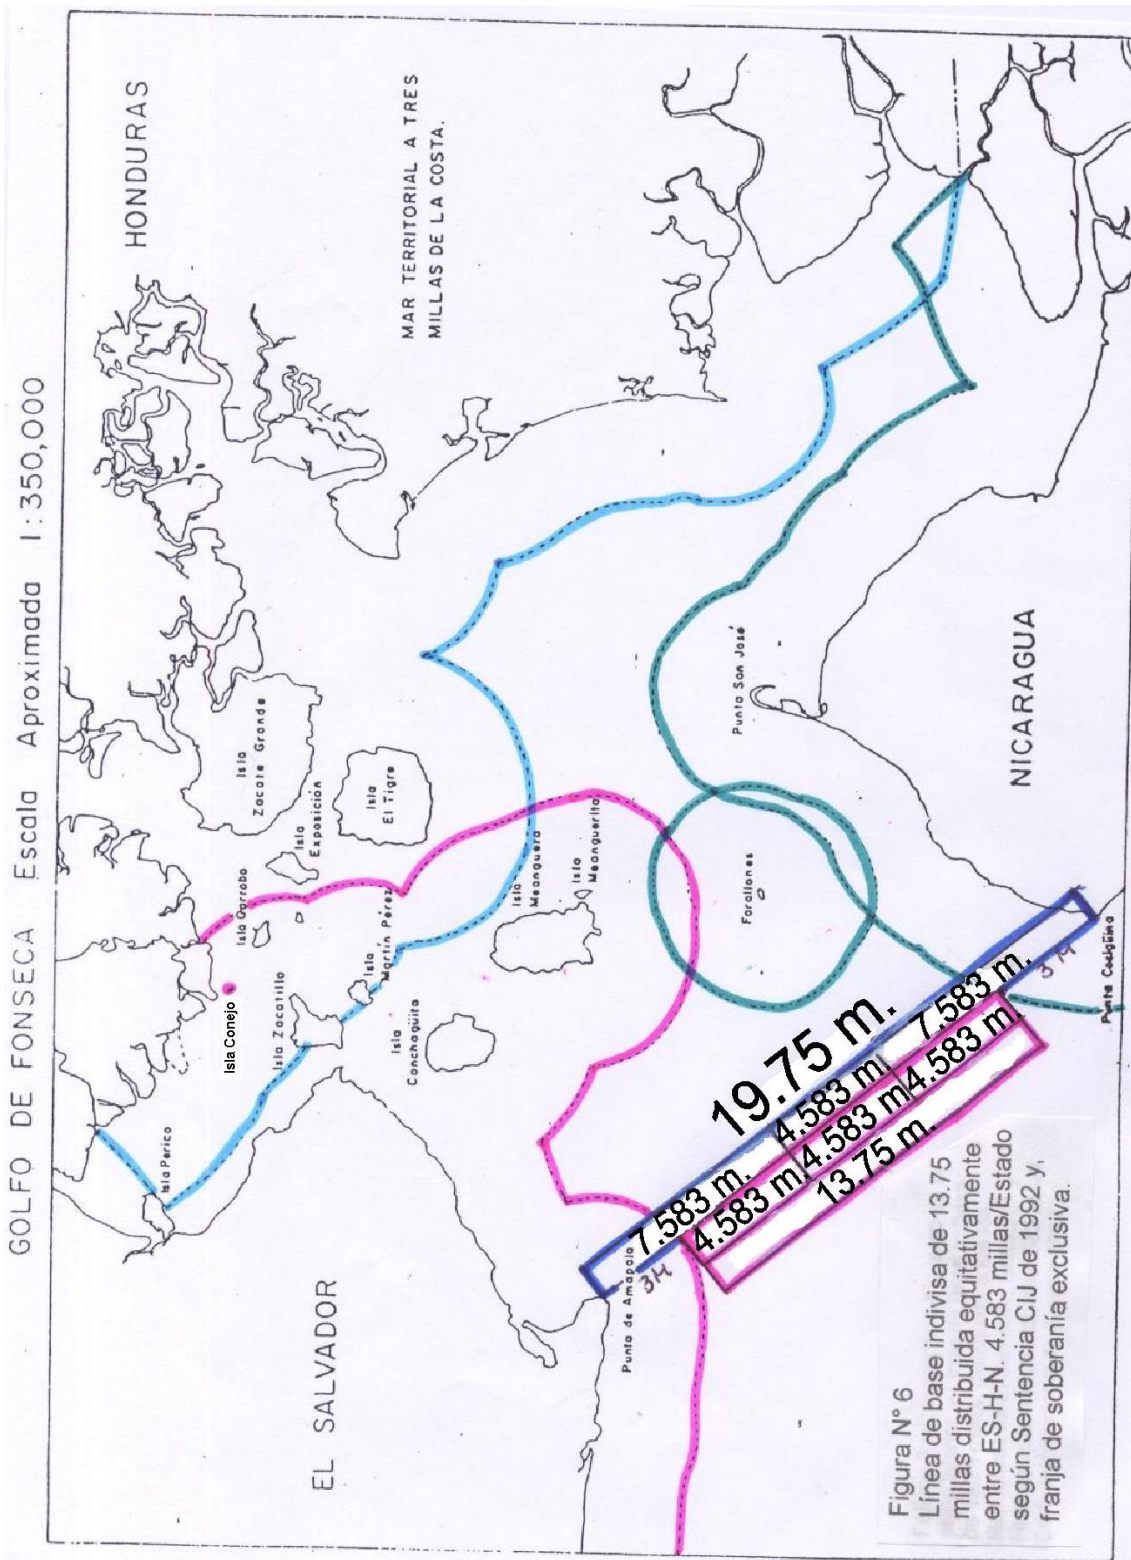 GOLFO DE FONSECA Escala Aproximada 1:350,000
HONDURAS
MAR TERRITORIAL A TRES
MILLAS DE LA COSTA.
Isla
Zacate Grande
Isla
Exposición
Isla
El Tigre
Isla Garrobo
Isla Conejo
Isla Perico
Isla Zacatillo
Isla
Martín Pérez
Isla
Conchagüita
Isla
Meanguera
Isla
Meanguerita
Farallones
Punta San José
NICARAGUA
EL SALVADOR
Punta de Amapala
Punta Cosigüina
3M
3M
19.75 m.
7.583 m.
4.583 m
7.583 m.
4.583 m
4.583 m
4.583 m
13.75 m.
Figura N° 6
Línea de base indivisa de 13.75
millas distribuida equitativamente
entre ES-H-N. 4.583 millas/Estado
según Sentencia CIJ de 1992 y,
franja de soberanía exclusiva.